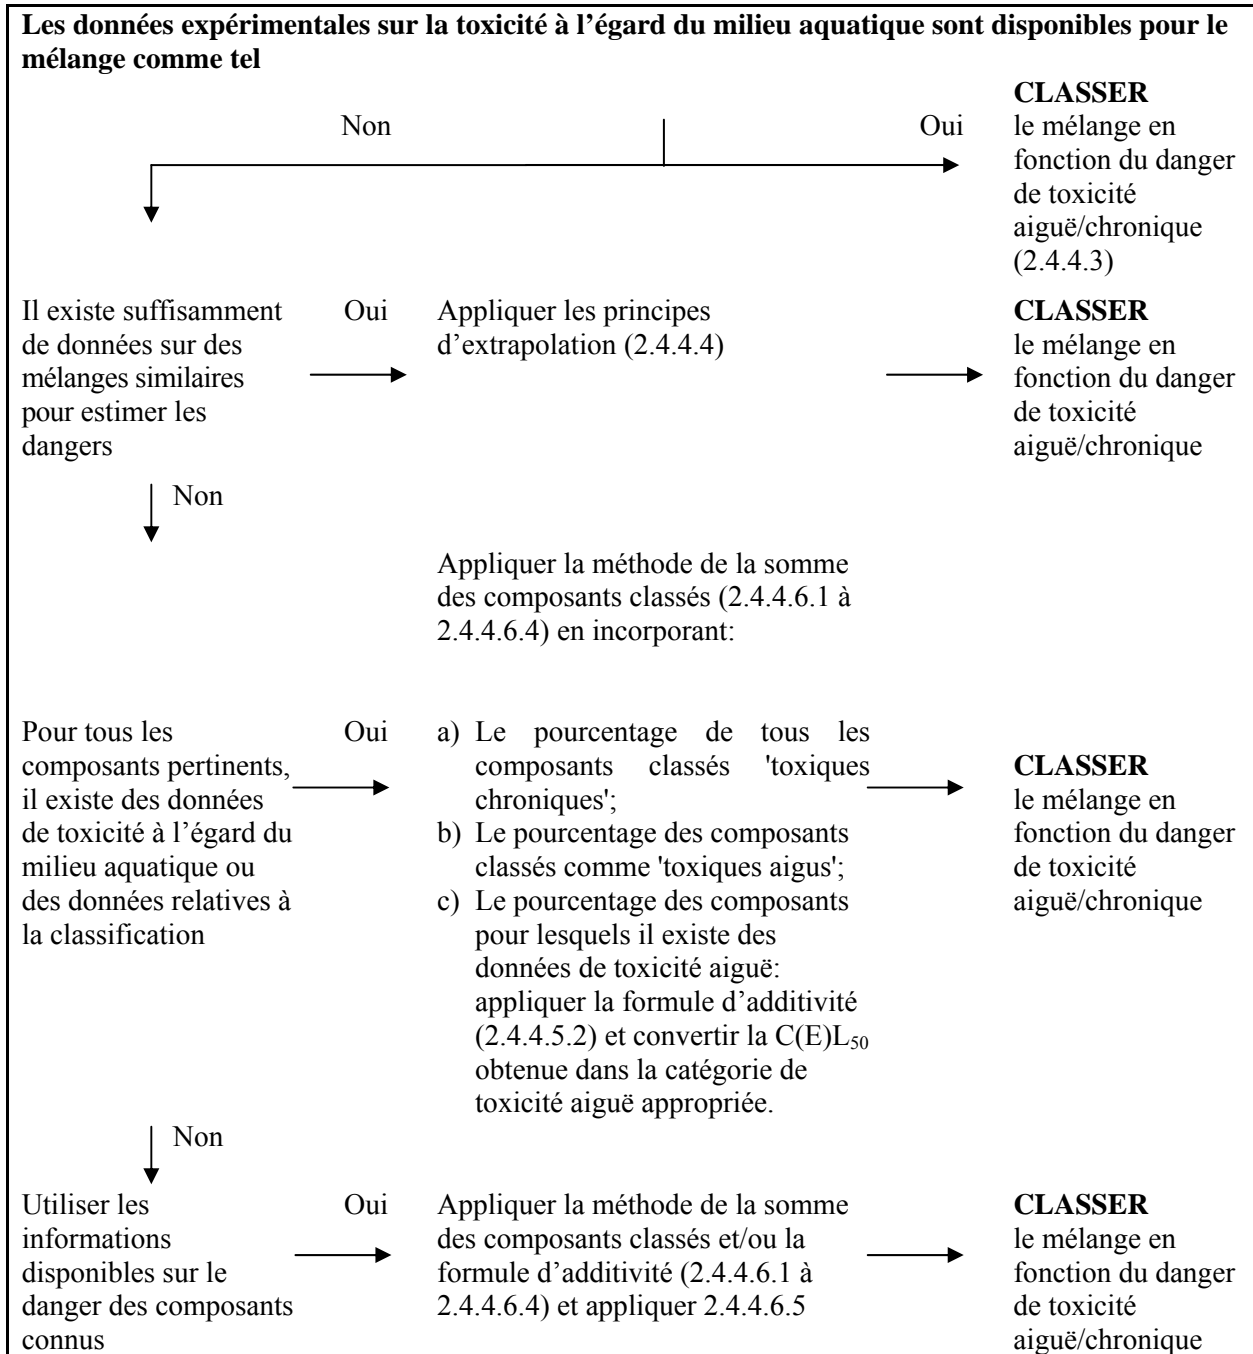 Les données expérimentales sur la toxicité à l'égard du milieu aquatique sont disponibles pour le
mélange comme tel
Non
Oui
CLASSER
le mélange en
fonction du danger
de toxicité
aiguë/chronique
(2.4.4.3)
Il existe suffisamment
de données sur des
mélanges similaires
pour estimer les
dangers
Oui
Appliquer les principes
d'extrapolation (2.4.4.4)
CLASSER
le mélange en
fonction du danger
de toxicité
aiguë/chronique
Non
Appliquer la méthode de la somme
des composants classés (2.4.4.6.1 à
2.4.4.6.4) en incorporant:
Pour tous les
composants pertinents,
il existe des données
de toxicité à l'égard du
milieu aquatique ou
des données relatives à
la classification
Oui
a) Le pourcentage de tous les
composants classés 'toxiques
chroniques';
b) Le pourcentage des composants
classés comme 'toxiques aigus';
c) Le pourcentage des composants
pour lesquels il existe des
données de toxicité aiguë:
appliquer la formule d'additivité
(2.4.4.5.2) et convertir la C(E)L₅₀
obtenue dans la catégorie de
toxicité aiguë appropriée.
CLASSER
le mélange en
fonction du danger
de toxicité
aiguë/chronique
Non
Utiliser les
informations
disponibles sur le
danger des composants
connus
Oui
Appliquer la méthode de la somme
des composants classés et/ou la
formule d'additivité (2.4.4.6.1 à
2.4.4.6.4) et appliquer 2.4.4.6.5
CLASSER
le mélange en
fonction du danger
de toxicité
aiguë/chronique